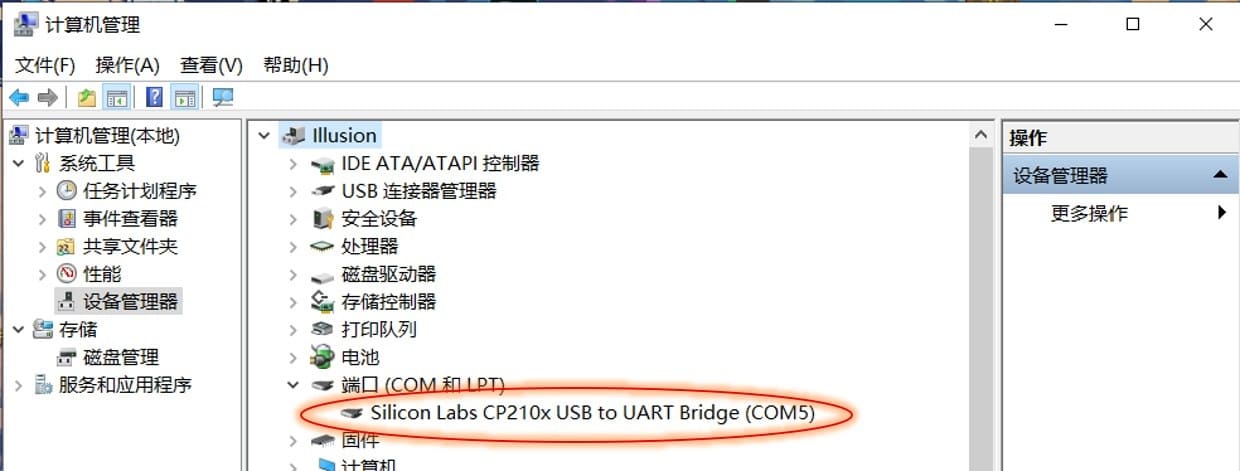 计算机管理
文件(F) 操作(A) 查看(V) 帮助(H)
计算机管理(本地)
系统工具
任务计划程序
事件查看器
共享文件夹
性能
设备管理器
存储
磁盘管理
服务和应用程序
Illusion
IDE ATA/ATAPI 控制器
USB 连接器管理器
安全设备
处理器
磁盘驱动器
存储控制器
打印队列
电池
端口 (COM 和 LPT)
Silicon Labs CP210x USB to UART Bridge (COM5)
固件
计算机
操作
设备管理器
更多操作